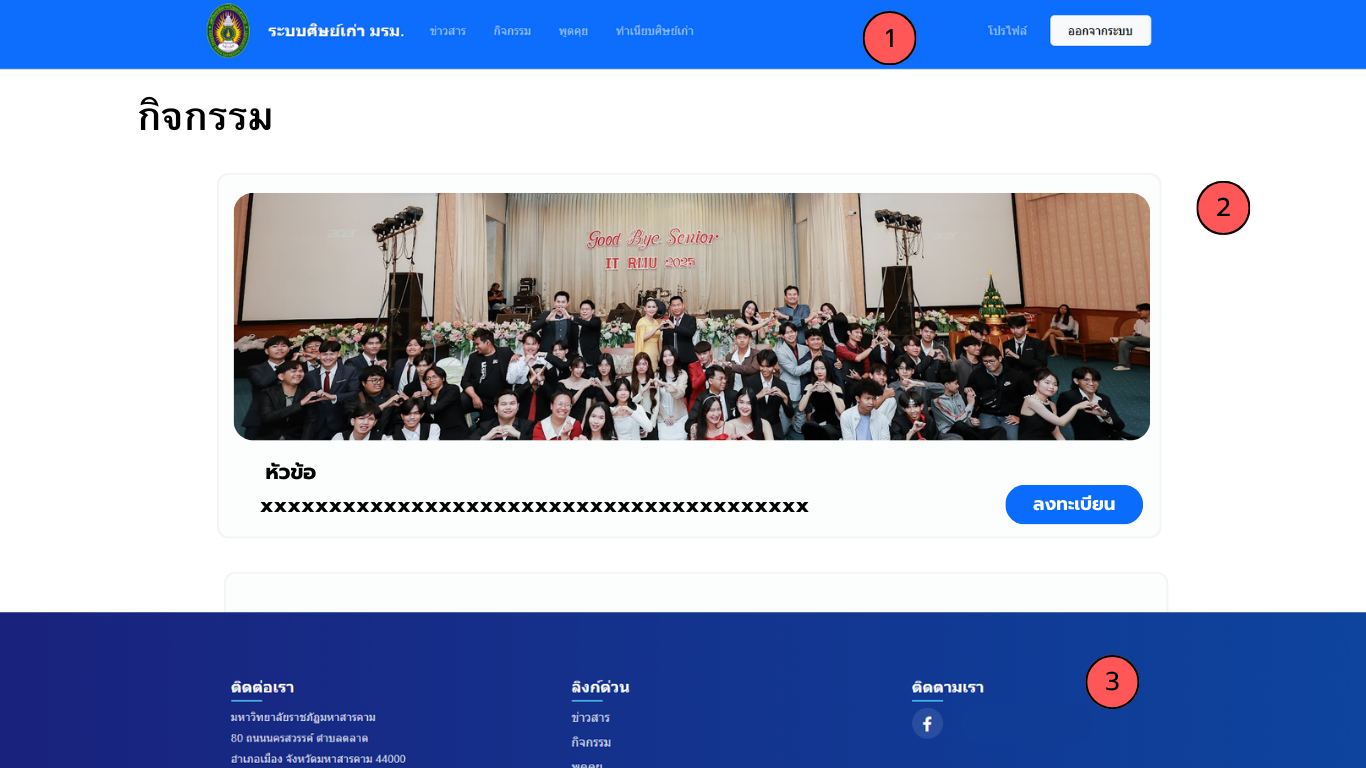 ระบบศิษย์เก่า มรม. ข่าวสาร กิจกรรม พูดคุย ทำเนียบศิษย์เก่า 1 โปรไฟล์ ออกจากระบบ
กิจกรรม
2
Good Bye Senior
IT RMU 2025
หัวข้อ
xxxxxxxxxxxxxxxxxxxxxxxxxxxxxxxxxxxxxxxx
ลงทะเบียน
3
ติดต่อเรา
มหาวิทยาลัยราชภัฏมหาสารคาม
80 ถนนนครสวรรค์ ตำบลตลาด
อำเภอเมือง จังหวัดมหาสารคาม 44000
ลิงก์ด่วน
ข่าวสาร
กิจกรรม
พูดคุย
ติดตามเรา